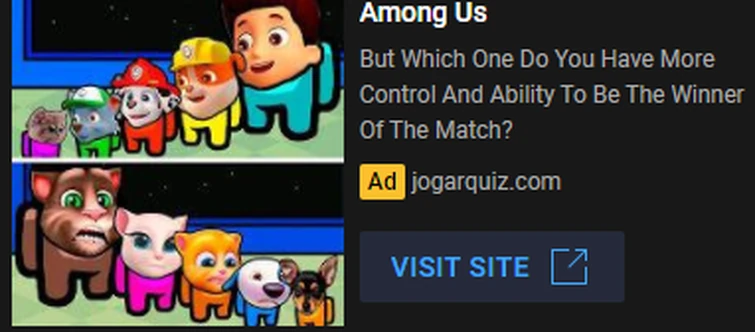 Among Us
But Which One Do You Have More
Control And Ability To Be The Winner
Of The Match?
Ad jogarquiz.com
VISIT SITE